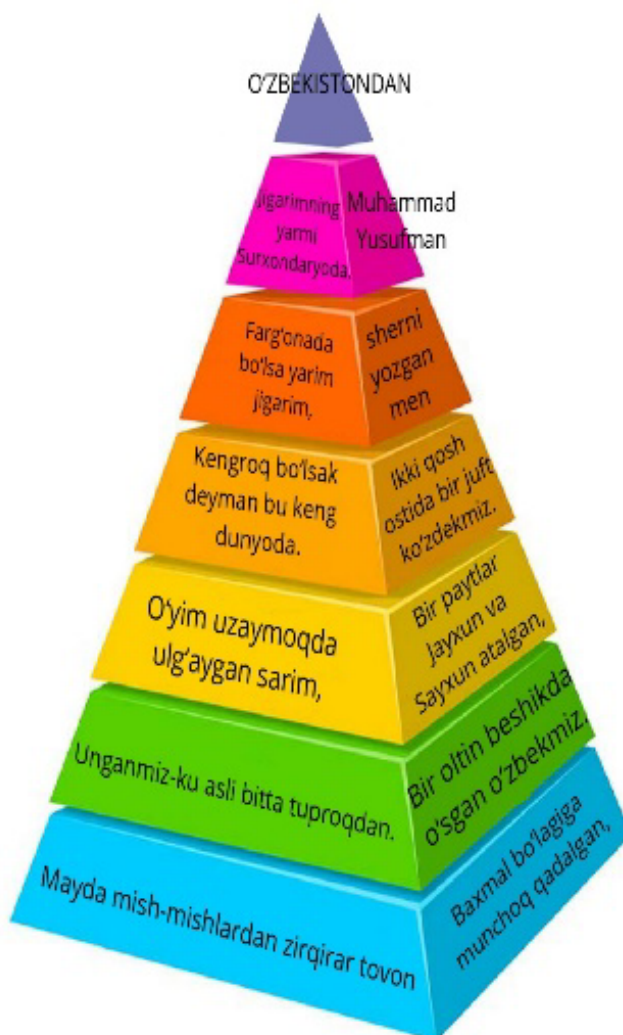 O‘ZBEKISTONDAN
Jigarimning
yarmi
Surxondaryoda.
Muhammad
Yusufman
Farg‘onada
bo‘lsa yarim
jigarim,
sherni
yozgan
men
Kengroq bo‘lsak
deyman bu keng
dunyoda.
Ikki qosh
ostida bir juft
ko‘zdekmiz.
O‘yim uzaymoqda
ulg‘aygan sarim,
Bir paytlar
Jayxun va
Sayxun atalgan,
Unganmiz-ku asli bitta tuproqdan.
Bir oltin beshikda
o‘sgan o‘zbekmiz.
Mayda mish-mishlardan zirqirar tovon
Baxmal bo‘lagiga
munchoq qadalgan,